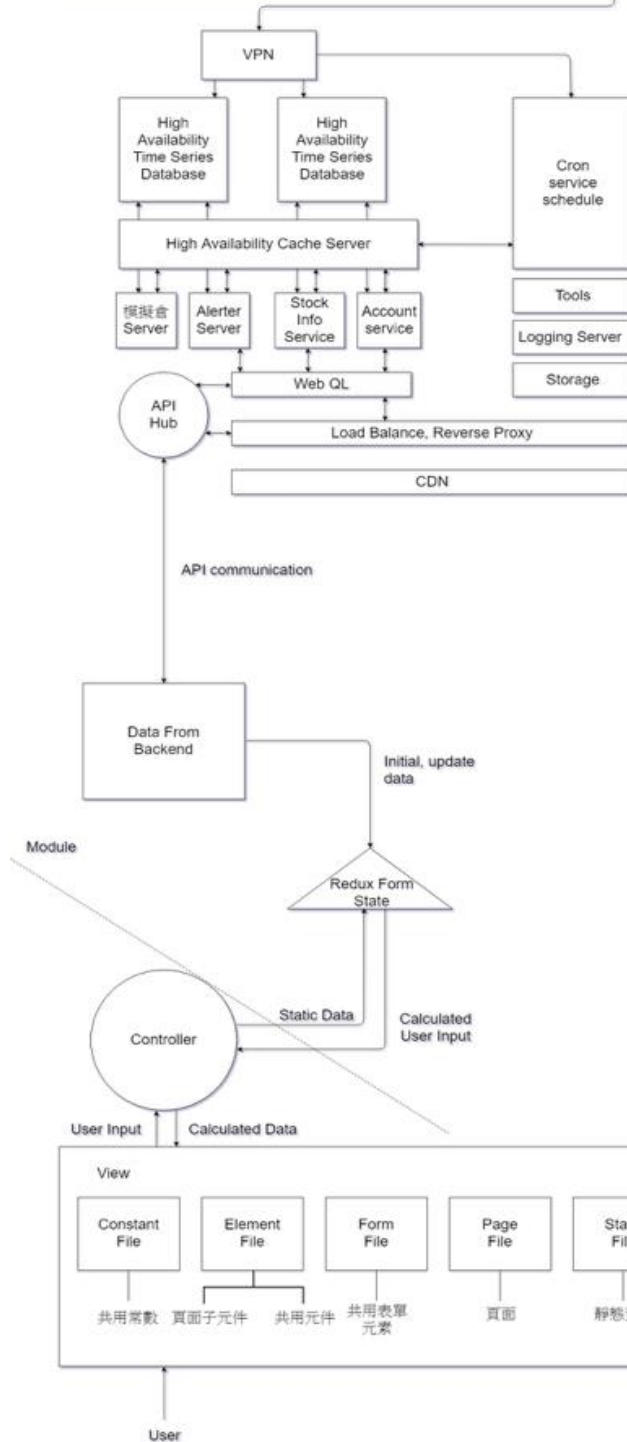 VPN
High
Availability
Time Series
Database
High
Availability
Time Series
Database
Cron
service
schedule
High Availability Cache Server
模擬倉
Server
Alerter
Server
Stock
Info
Service
Account
service
Tools
Logging Server
Storage
Web QL
API
Hub
Load Balance, Reverse Proxy
CDN
API communication
Data From
Backend
Initial, update
data
Module
Redux Form
State
Static Data
Controller
Calculated
User Input
User Input
Calculated Data
View
Constant
File
Element
File
Form
File
Page
File
共用常數
頁面子元件
共用元件
共用表單
元素
頁面
靜態
User